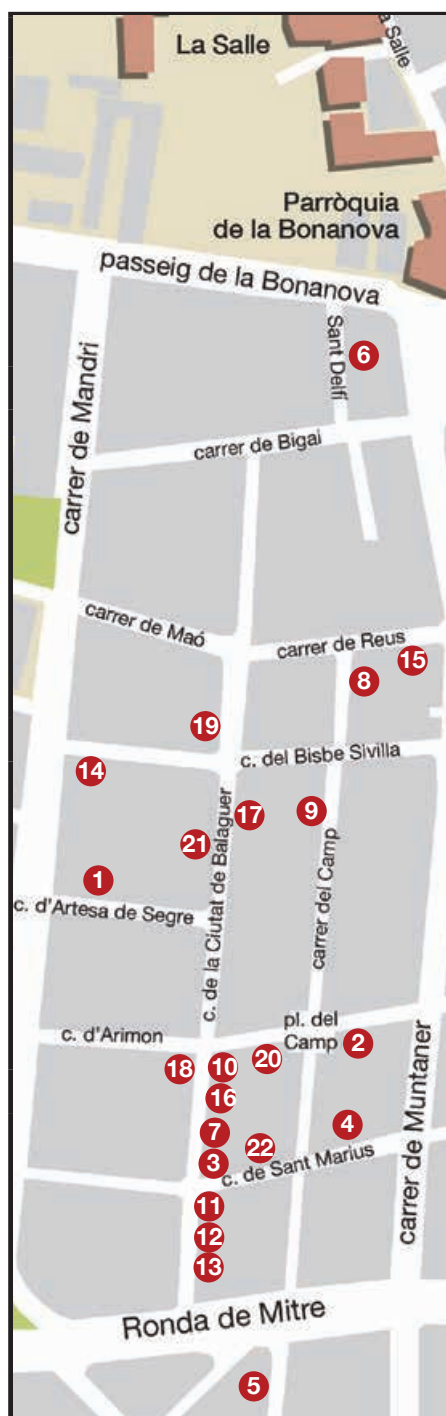 La Salle
La Salle
Parròquia
de la Bonanova
passeig de la Bonanova
Sant Delfí
6
carrer de Mandri
carrer de Bigai
carrer de Maó
carrer de Reus
15
8
19
14
c. del Bisbe Sivilla
17
9
21
1
c. d'Artesa de Segre
c. de la Ciutat de Balaguer
carrer del Camp
c. d'Arimon
pl. del
Camp
2
20
18
10
16
7
4
22
3
c. de Sant Marius
carrer de Muntaner
11
12
13
Ronda de Mitre
5